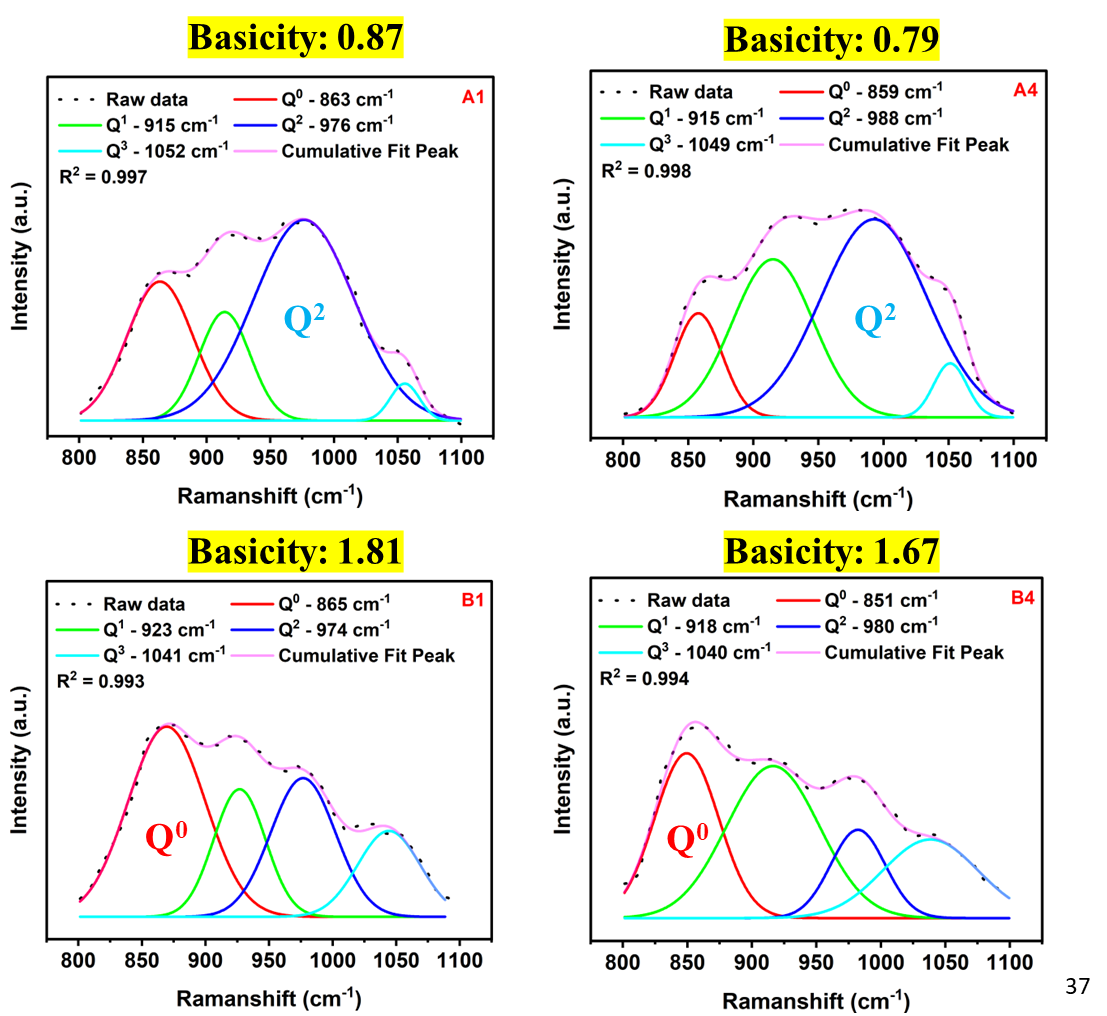 Basicity: 0.87
Basicity: 0.79
Raw data
Q⁰ - 863 cm⁻¹
A1
Q¹ - 915 cm⁻¹
Q² - 976 cm⁻¹
Q³ - 1052 cm⁻¹
Cumulative Fit Peak
R² = 0.997
Q²
Intensity (a.u.)
800 850 900 950 1000 1050 1100
Ramanshift (cm⁻¹)
Raw data
Q⁰ - 859 cm⁻¹
A4
Q¹ - 915 cm⁻¹
Q² - 988 cm⁻¹
Q³ - 1049 cm⁻¹
Cumulative Fit Peak
R² = 0.998
Q²
Intensity (a.u.)
800 850 900 950 1000 1050 1100
Ramanshift (cm⁻¹)
Basicity: 1.81
Basicity: 1.67
Raw data
Q⁰ - 865 cm⁻¹
B1
Q¹ - 923 cm⁻¹
Q² - 974 cm⁻¹
Q³ - 1041 cm⁻¹
Cumulative Fit Peak
R² = 0.993
Q⁰
Intensity (a.u.)
800 850 900 950 1000 1050 1100
Ramanshift (cm⁻¹)
Raw data
Q⁰ - 851 cm⁻¹
B4
Q¹ - 918 cm⁻¹
Q² - 980 cm⁻¹
Q³ - 1040 cm⁻¹
Cumulative Fit Peak
R² = 0.994
Q⁰
Intensity (a.u.)
800 850 900 950 1000 1050 1100
Ramanshift (cm⁻¹)
37